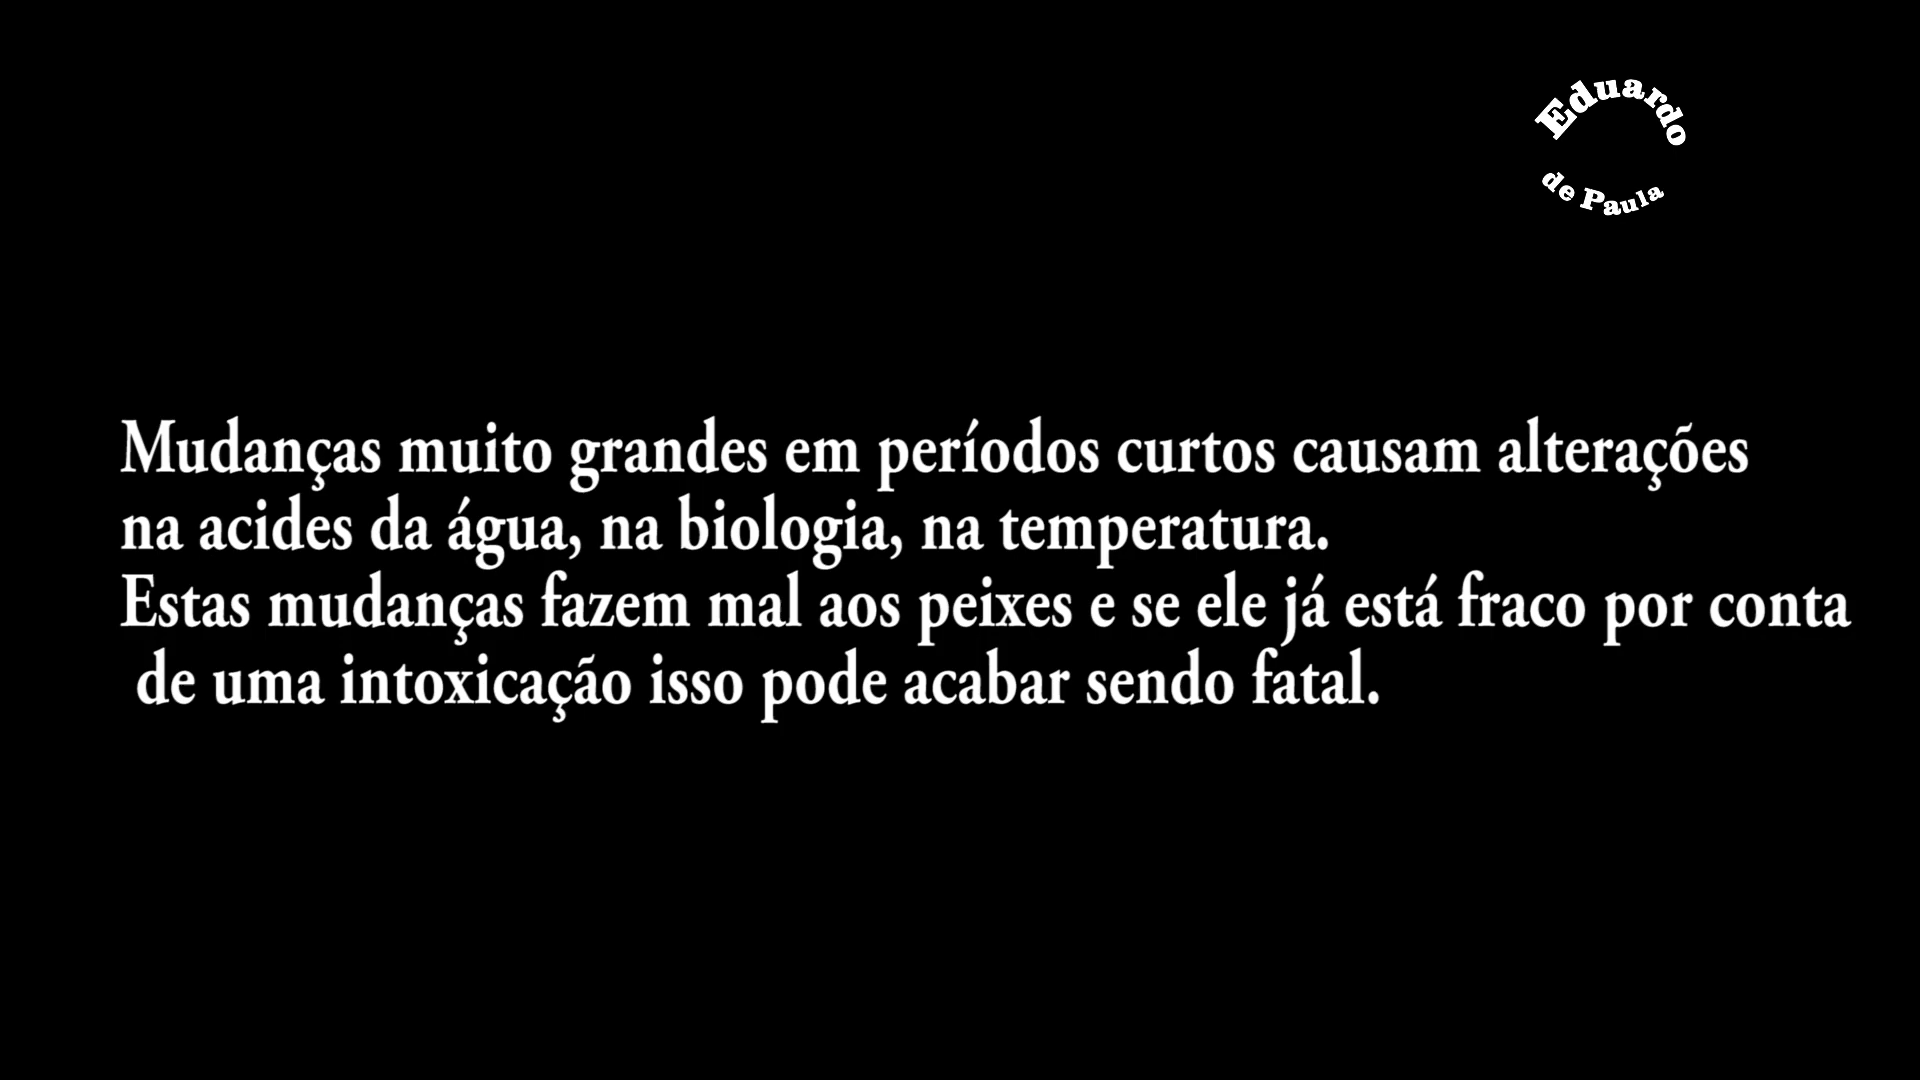 Eduardo
de Paula
Mudanças muito grandes em períodos curtos causam alterações
na acides da água, na biologia, na temperatura.
Estas mudanças fazem mal aos peixes e se ele já está fraco por conta
de uma intoxicação isso pode acabar sendo fatal.